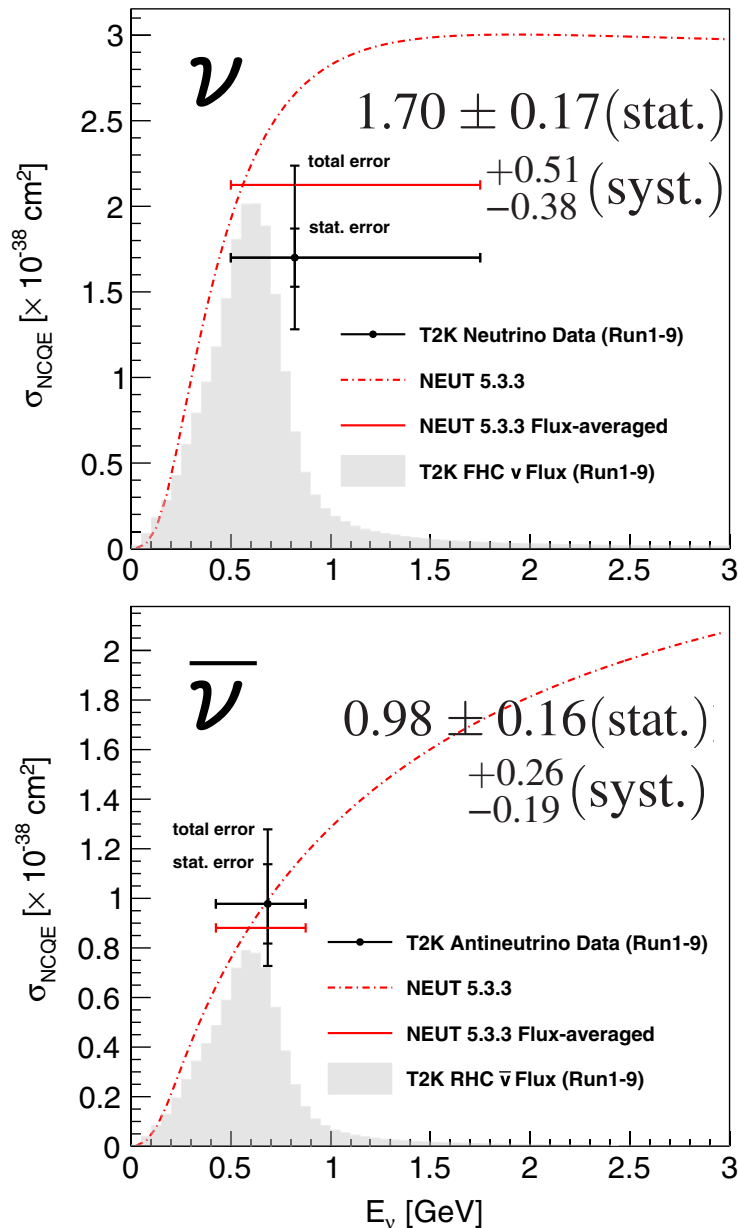 ν
1.70 ± 0.17(stat.)
+0.51
−0.38 (syst.)
total error
stat. error
σNCQE [× 10⁻³⁸ cm²]
3
2.5
2
1.5
1
0.5
0
T2K Neutrino Data (Run1-9)
NEUT 5.3.3
NEUT 5.3.3 Flux-averaged
T2K FHC ν Flux (Run1-9)
0 0.5 1 1.5 2 2.5 3
ν̅
0.98 ± 0.16(stat.)
+0.26
−0.19 (syst.)
total error
stat. error
σNCQE [× 10⁻³⁸ cm²]
2
1.8
1.6
1.4
1.2
1
0.8
0.6
0.4
0.2
0
T2K Antineutrino Data (Run1-9)
NEUT 5.3.3
NEUT 5.3.3 Flux-averaged
T2K RHC ν̅ Flux (Run1-9)
0 0.5 1 1.5 2 2.5 3
Eν [GeV]